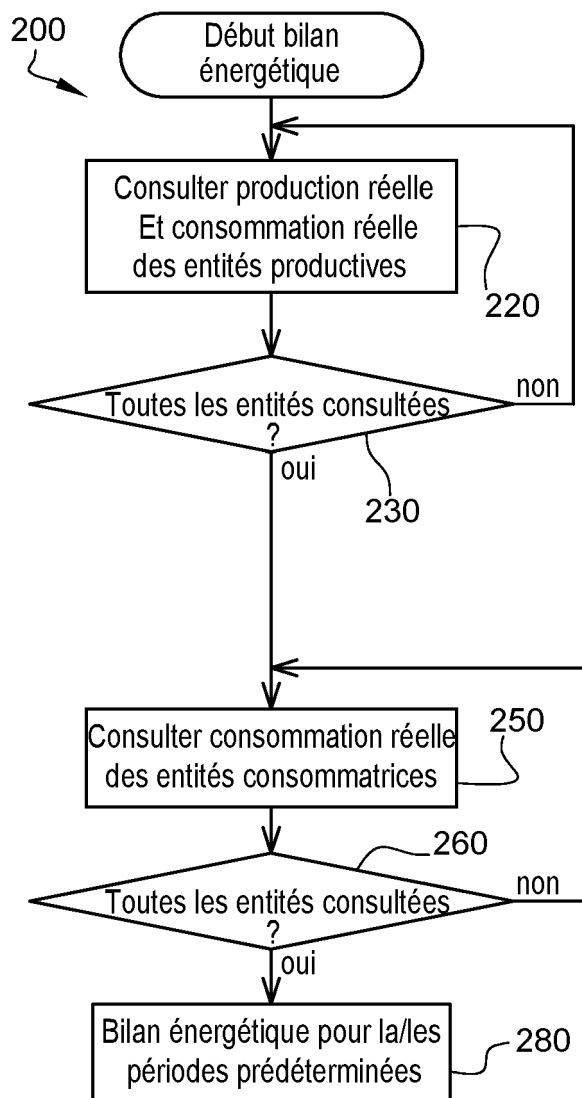 200
Début bilan
énergétique
Consulter production réelle
Et consommation réelle
des entités productives
220
Toutes les entités consultées
?
non
oui
230
Consulter consommation réelle
des entités consommatrices
250
260
Toutes les entités consultées
?
non
oui
Bilan énergétique pour la/les
périodes prédéterminées
280